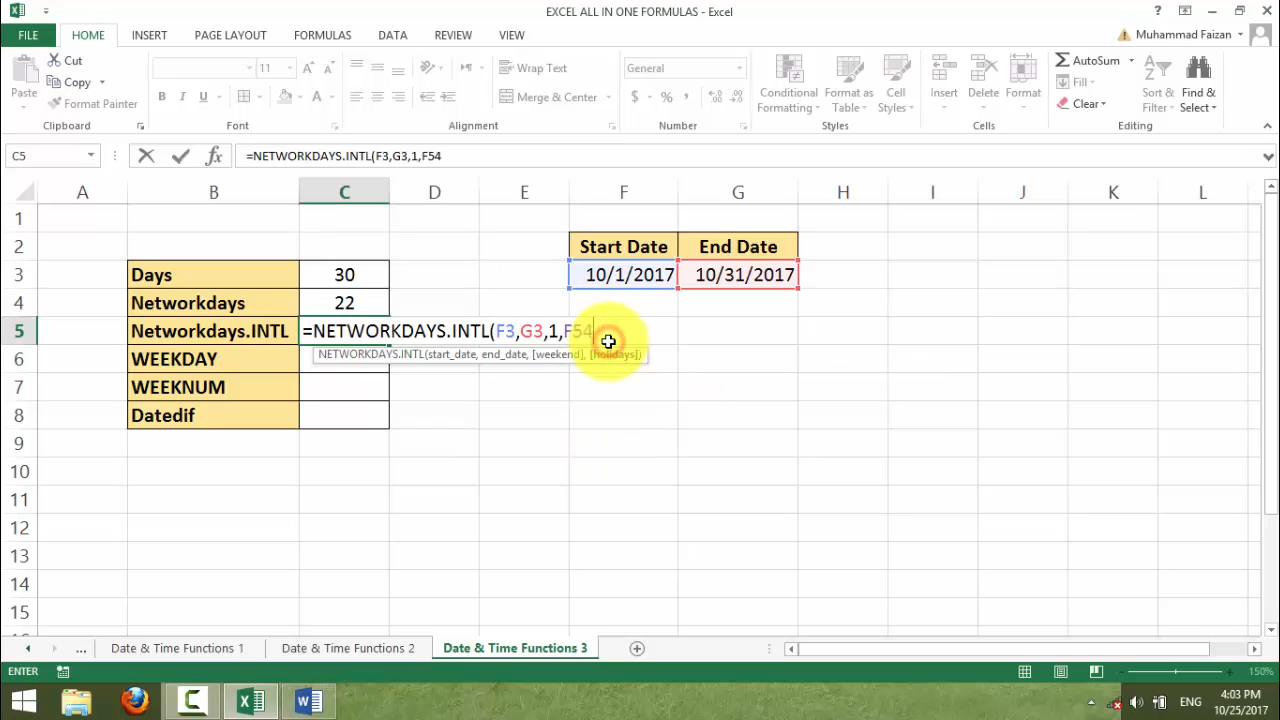 EXCEL ALL IN ONE FORMULAS - Excel
?
FILE HOME INSERT PAGE LAYOUT FORMULAS DATA REVIEW VIEW Muhammad Faizan
Paste
Cut
Copy
Format Painter
Clipboard
11
B I U
Font
Wrap Text
Merge & Center
Alignment
General
$ % ,
Number
Conditional Formatting
Format as Table
Cell Styles
Styles
Insert Delete Format
Cells
AutoSum
Fill
Clear
Sort & Filter
Find & Select
Editing
C5 fx =NETWORKDAYS.INTL(F3,G3,1,F54
A B C D E F G H I J K L
1
2 Start Date End Date
3 Days 30 10/1/2017 10/31/2017
4 Networkdays 22
5 Networkdays.INTL =NETWORKDAYS.INTL(F3,G3,1,F54
NETWORKDAYS.INTL(start_date, end_date, [weekend], [holidays])
6 WEEKDAY
7 WEEKNUM
8 Datedif
9
10
11
12
13
14
15
... Date & Time Functions 1 Date & Time Functions 2 Date & Time Functions 3
ENTER 150%
ENG 4:03 PM
10/25/2017